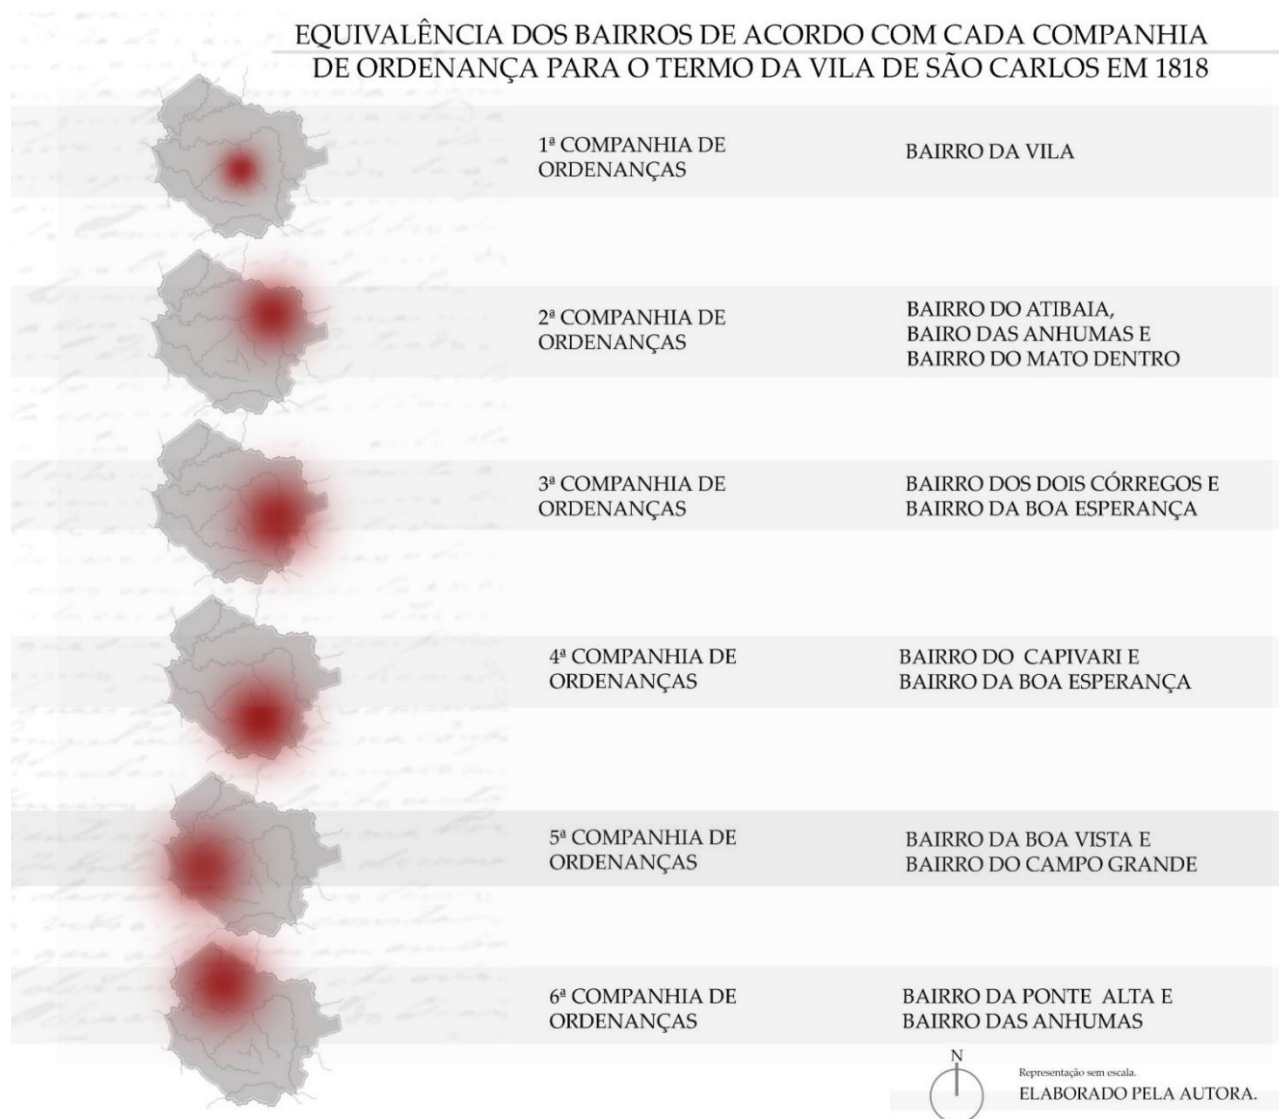 EQUIVALÊNCIA DOS BAIRROS DE ACORDO COM CADA COMPANHIA
DE ORDENANÇA PARA O TERMO DA VILA DE SÃO CARLOS EM 1818
1ª COMPANHIA DE
ORDENANÇAS
BAIRRO DA VILA
2ª COMPANHIA DE
ORDENANÇAS
BAIRRO DO ATIBAIA,
BAIRO DAS ANHUMAS E
BAIRRO DO MATO DENTRO
3ª COMPANHIA DE
ORDENANÇAS
BAIRRO DOS DOIS CÓRREGOS E
BAIRRO DA BOA ESPERANÇA
4ª COMPANHIA DE
ORDENANÇAS
BAIRRO DO CAPIVARI E
BAIRRO DA BOA ESPERANÇA
5ª COMPANHIA DE
ORDENANÇAS
BAIRRO DA BOA VISTA E
BAIRRO DO CAMPO GRANDE
6ª COMPANHIA DE
ORDENANÇAS
BAIRRO DA PONTE ALTA E
BAIRRO DAS ANHUMAS
N
Representação sem escala.
ELABORADO PELA AUTORA.